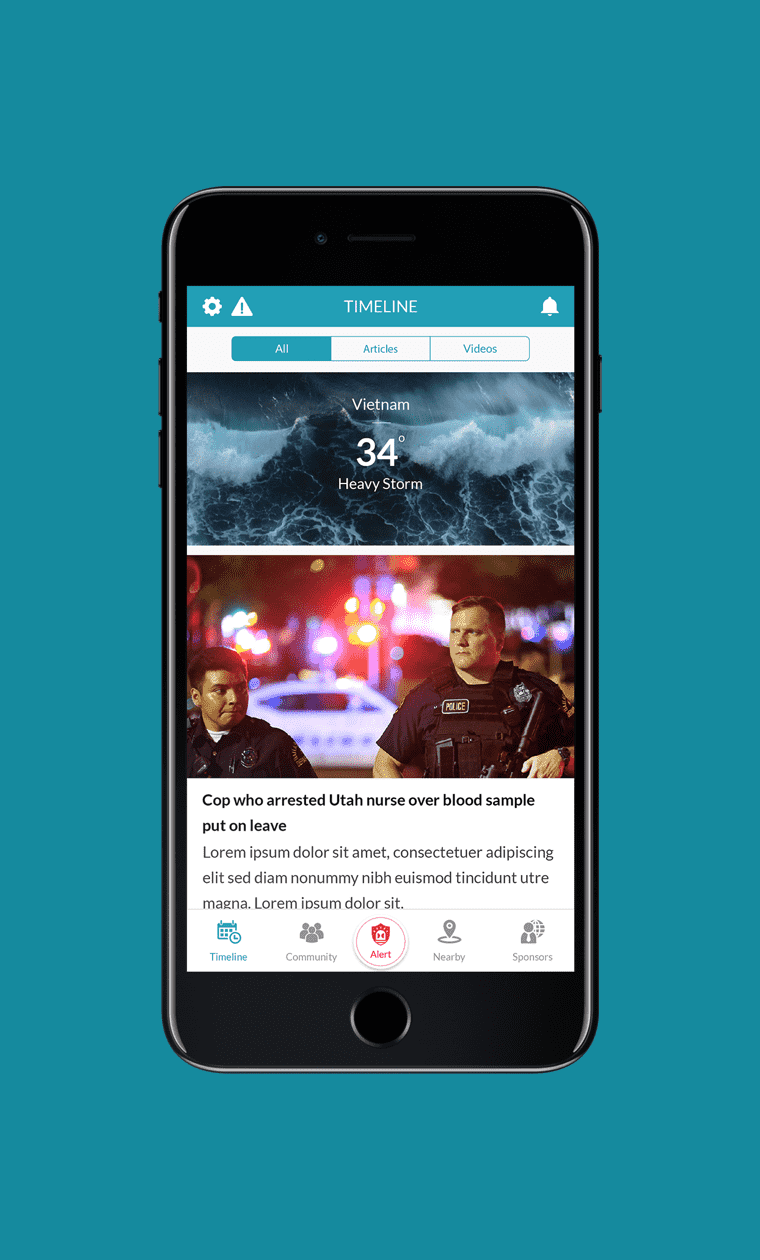 TIMELINE
All Articles Videos
Vietnam
34°
Heavy Storm
POLICE
Cop who arrested Utah nurse over blood sample
put on leave
Lorem ipsum dolor sit amet, consectetuer adipiscing
elit sed diam nonummy nibh euismod tincidunt utre
magna. Lorem ipsum dolor sit.
Timeline Community Alert Nearby Sponsors